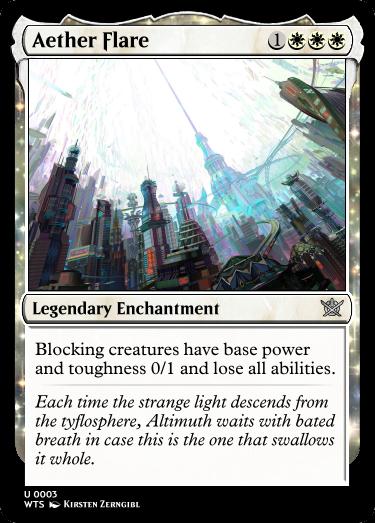 Aether Flare 1
Legendary Enchantment
Blocking creatures have base power
and toughness 0/1 and lose all abilities.
Each time the strange light descends from
the tyflosphere, Altimuth waits with bated
breath in case this is the one that swallows
it whole.
U 0003
WTS Kirsten Zerngibl